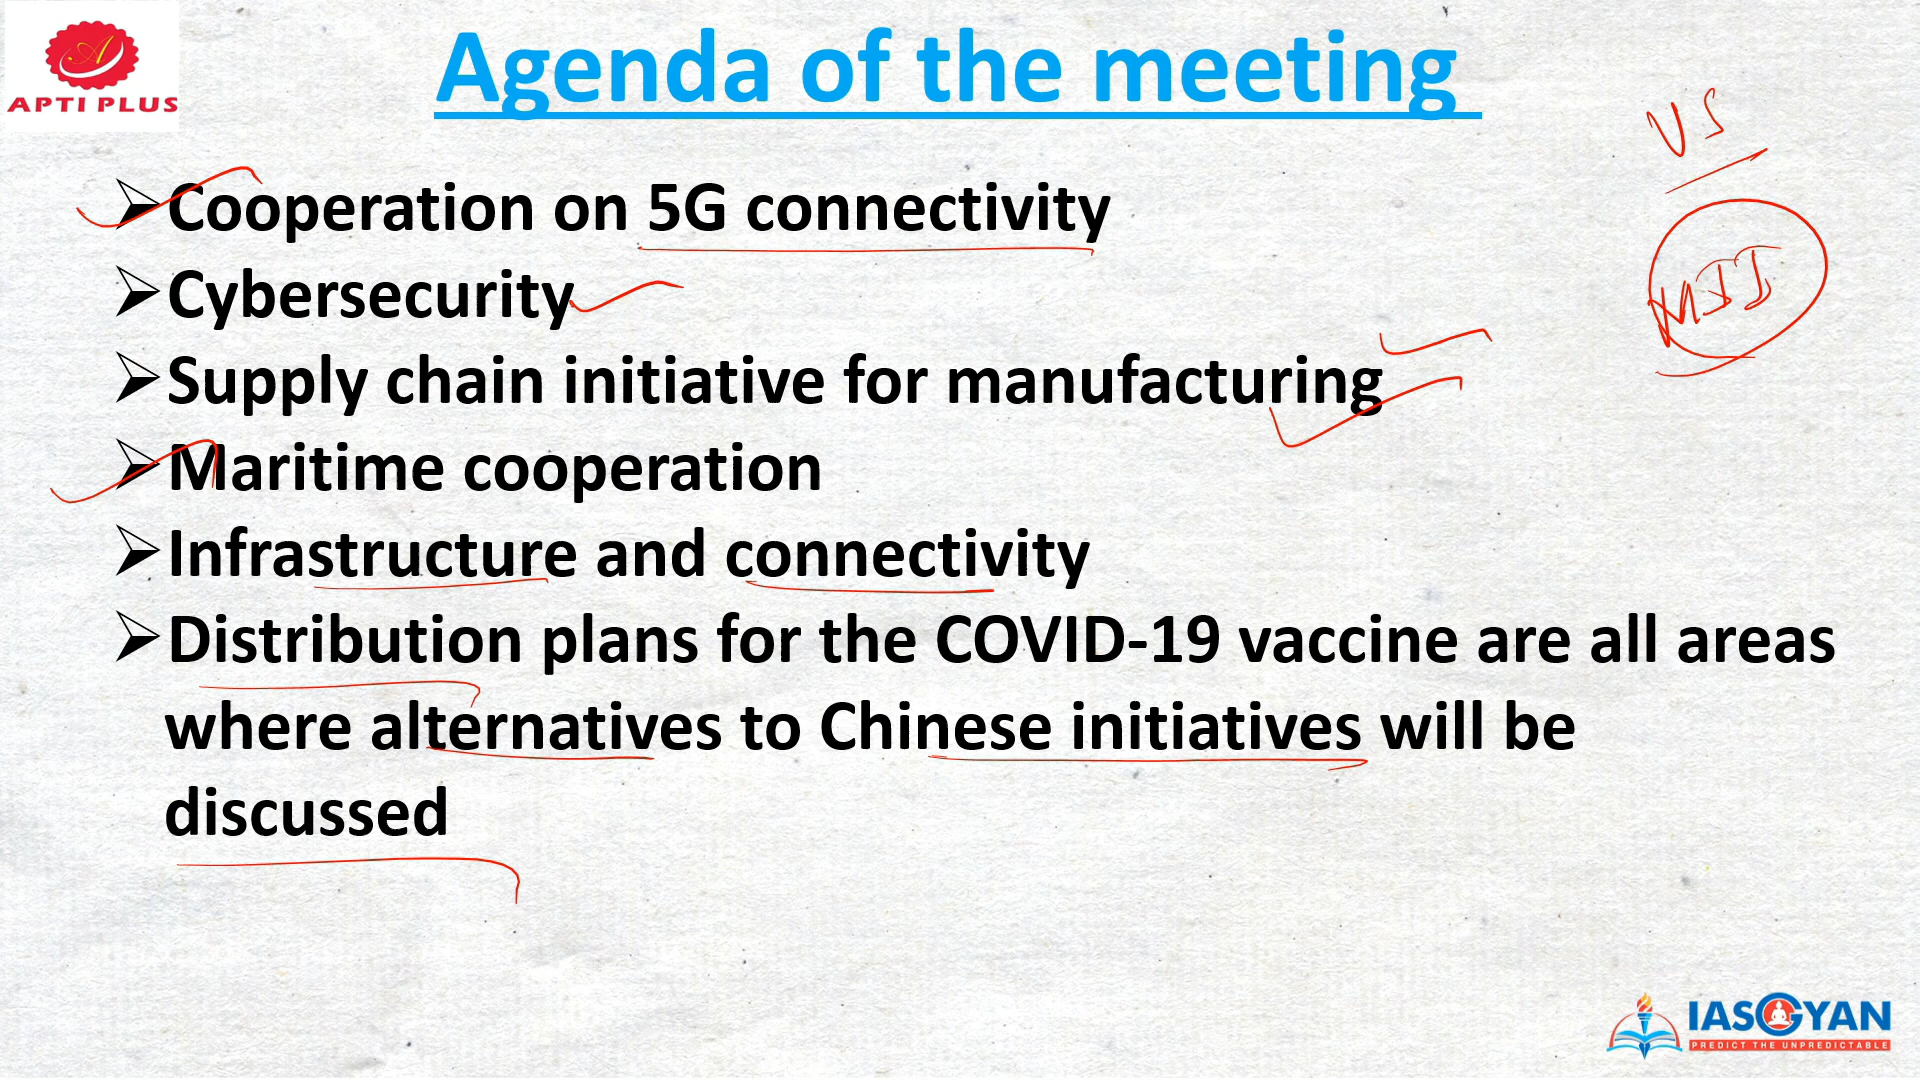 APTI PLUS
Agenda of the meeting
US
➢Cooperation on 5G connectivity
➢Cybersecurity
➢Supply chain initiative for manufacturing
➢Maritime cooperation
➢Infrastructure and connectivity
➢Distribution plans for the COVID-19 vaccine are all areas
where alternatives to Chinese initiatives will be
discussed
IASGYAN
PREDICT THE UNPREDICTABLE